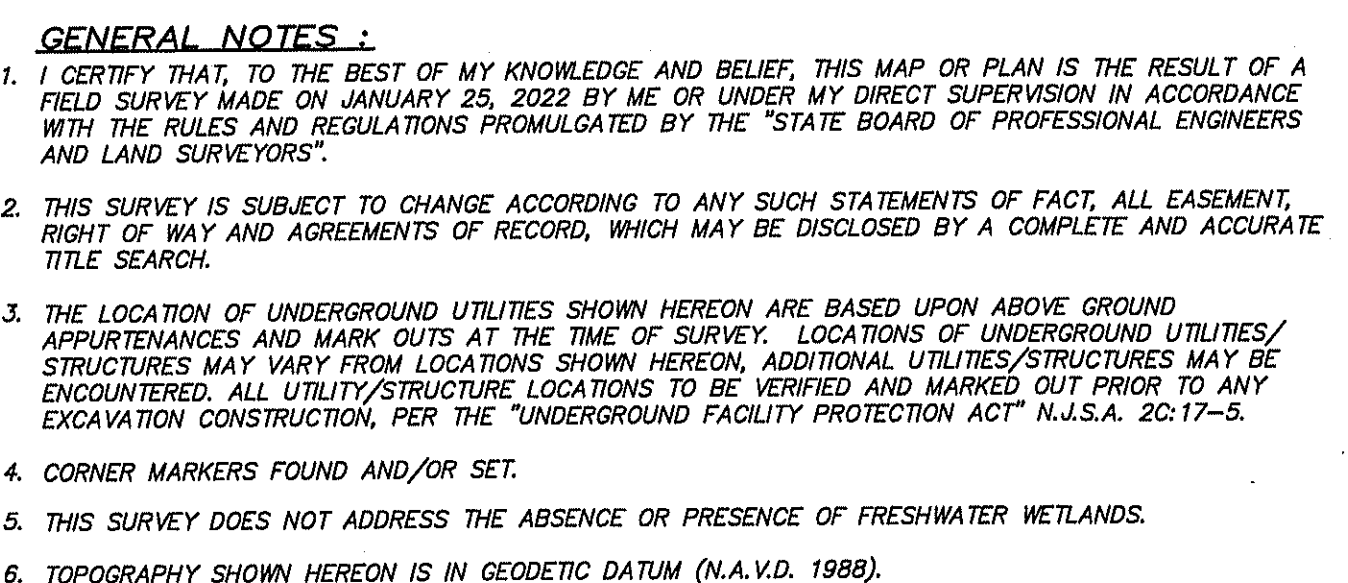 GENERAL NOTES :
1. I CERTIFY THAT, TO THE BEST OF MY KNOWLEDGE AND BELIEF, THIS MAP OR PLAN IS THE RESULT OF A
FIELD SURVEY MADE ON JANUARY 25, 2022 BY ME OR UNDER MY DIRECT SUPERVISION IN ACCORDANCE
WITH THE RULES AND REGULATIONS PROMULGATED BY THE "STATE BOARD OF PROFESSIONAL ENGINEERS
AND LAND SURVEYORS".
2. THIS SURVEY IS SUBJECT TO CHANGE ACCORDING TO ANY SUCH STATEMENTS OF FACT, ALL EASEMENT,
RIGHT OF WAY AND AGREEMENTS OF RECORD, WHICH MAY BE DISCLOSED BY A COMPLETE AND ACCURATE
TITLE SEARCH.
3. THE LOCATION OF UNDERGROUND UTILITIES SHOWN HEREON ARE BASED UPON ABOVE GROUND
APPURTENANCES AND MARK OUTS AT THE TIME OF SURVEY. LOCATIONS OF UNDERGROUND UTILITIES/
STRUCTURES MAY VARY FROM LOCATIONS SHOWN HEREON, ADDITIONAL UTILITIES/STRUCTURES MAY BE
ENCOUNTERED. ALL UTILITY/STRUCTURE LOCATIONS TO BE VERIFIED AND MARKED OUT PRIOR TO ANY
EXCAVATION CONSTRUCTION, PER THE "UNDERGROUND FACILITY PROTECTION ACT" N.J.S.A. 2C:17-5.
4. CORNER MARKERS FOUND AND/OR SET.
5. THIS SURVEY DOES NOT ADDRESS THE ABSENCE OR PRESENCE OF FRESHWATER WETLANDS.
6. TOPOGRAPHY SHOWN HEREON IS IN GEODETIC DATUM (N.A.V.D. 1988).